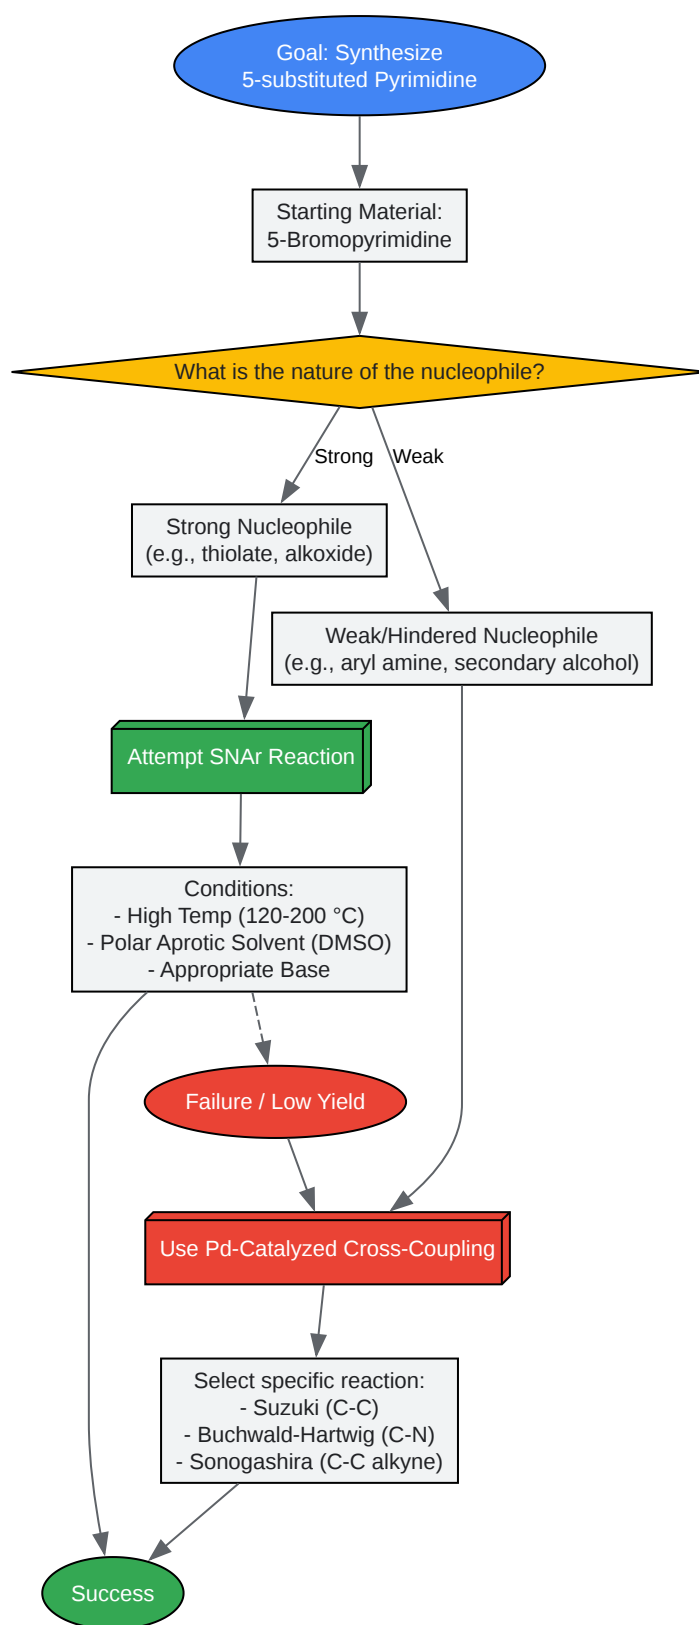 Goal: Synthesize
5-substituted Pyrimidine
Starting Material:
5-Bromopyrimidine
What is the nature of the nucleophile?
Strong
Weak
Strong Nucleophile
(e.g., thiolate, alkoxide)
Weak/Hindered Nucleophile
(e.g., aryl amine, secondary alcohol)
Attempt SNAr Reaction
Conditions:
- High Temp (120-200 °C)
- Polar Aprotic Solvent (DMSO)
- Appropriate Base
Failure / Low Yield
Use Pd-Catalyzed Cross-Coupling
Select specific reaction:
- Suzuki (C-C)
- Buchwald-Hartwig (C-N)
- Sonogashira (C-C alkyne)
Success